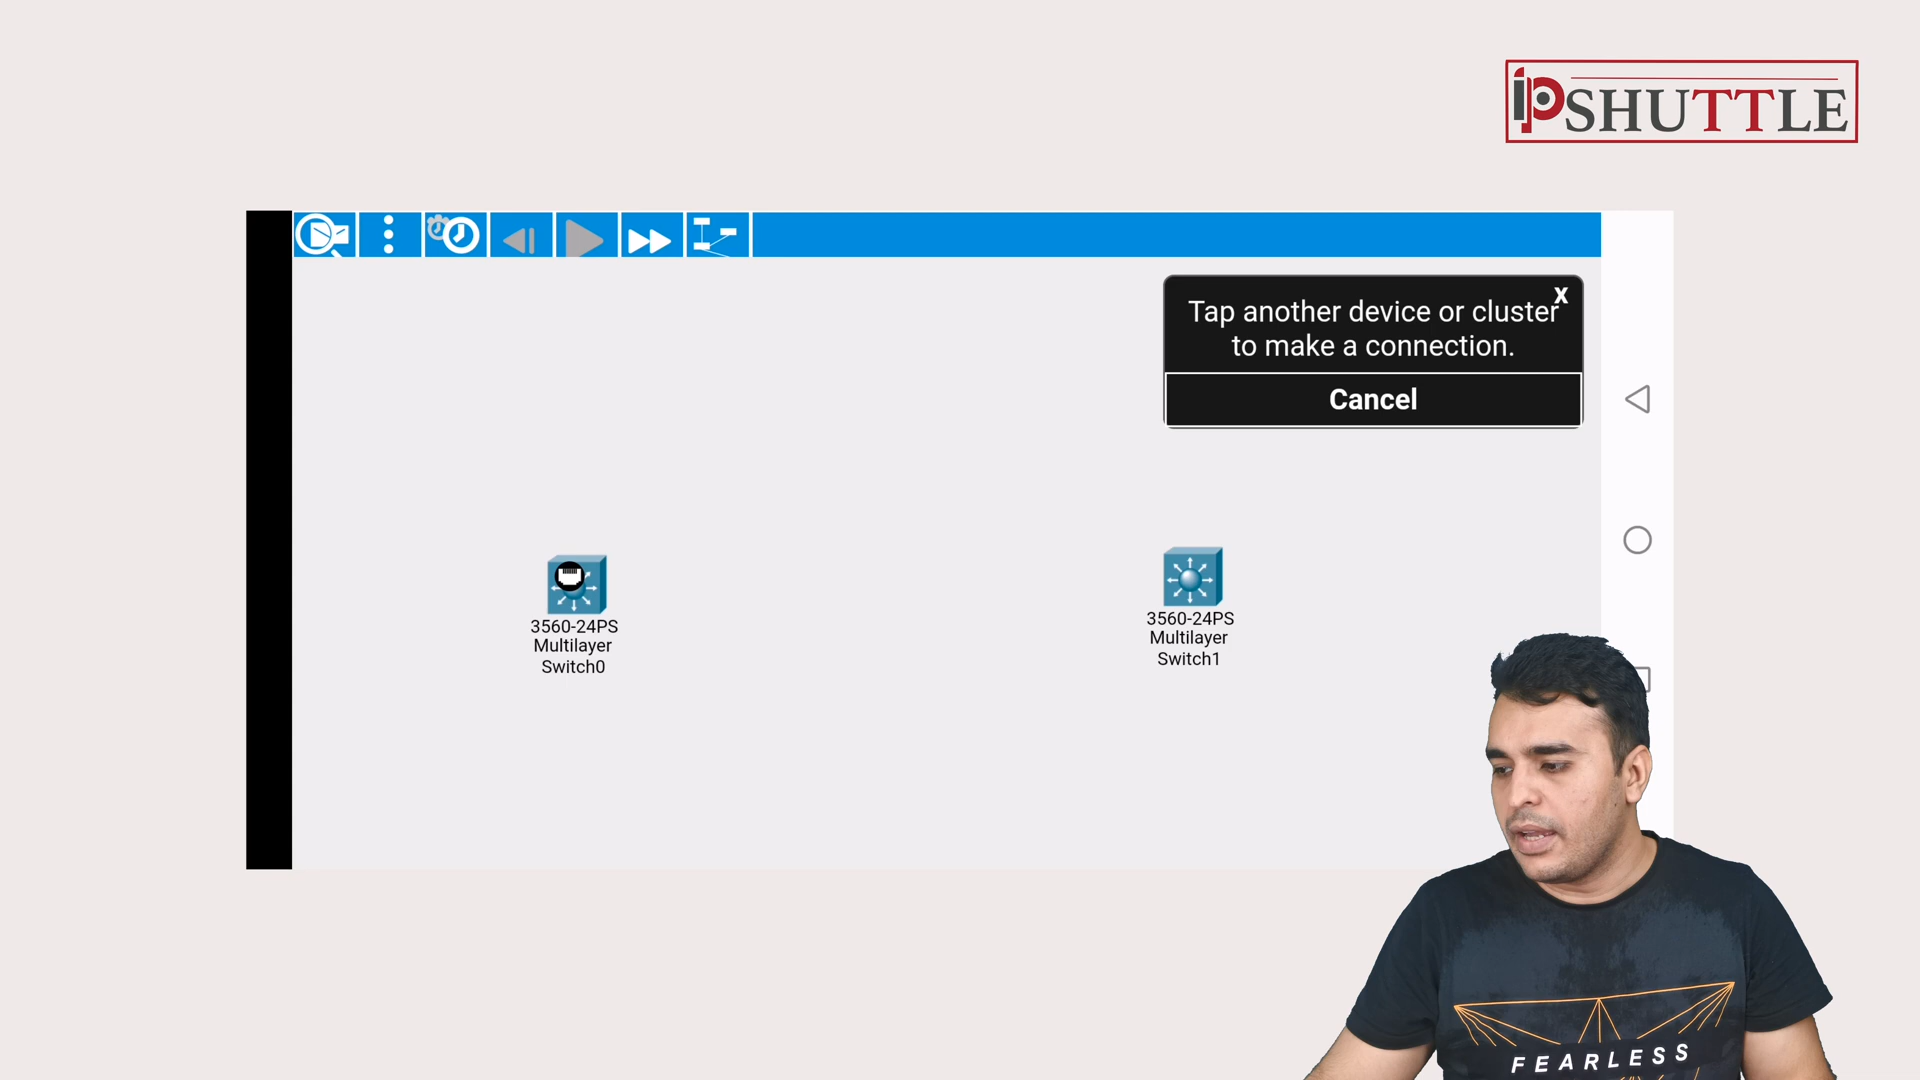 ipSHUTTLE
x
Tap another device or cluster
to make a connection.
Cancel
3560-24PS
Multilayer
Switch0
3560-24PS
Multilayer
Switch1
FEARLESS